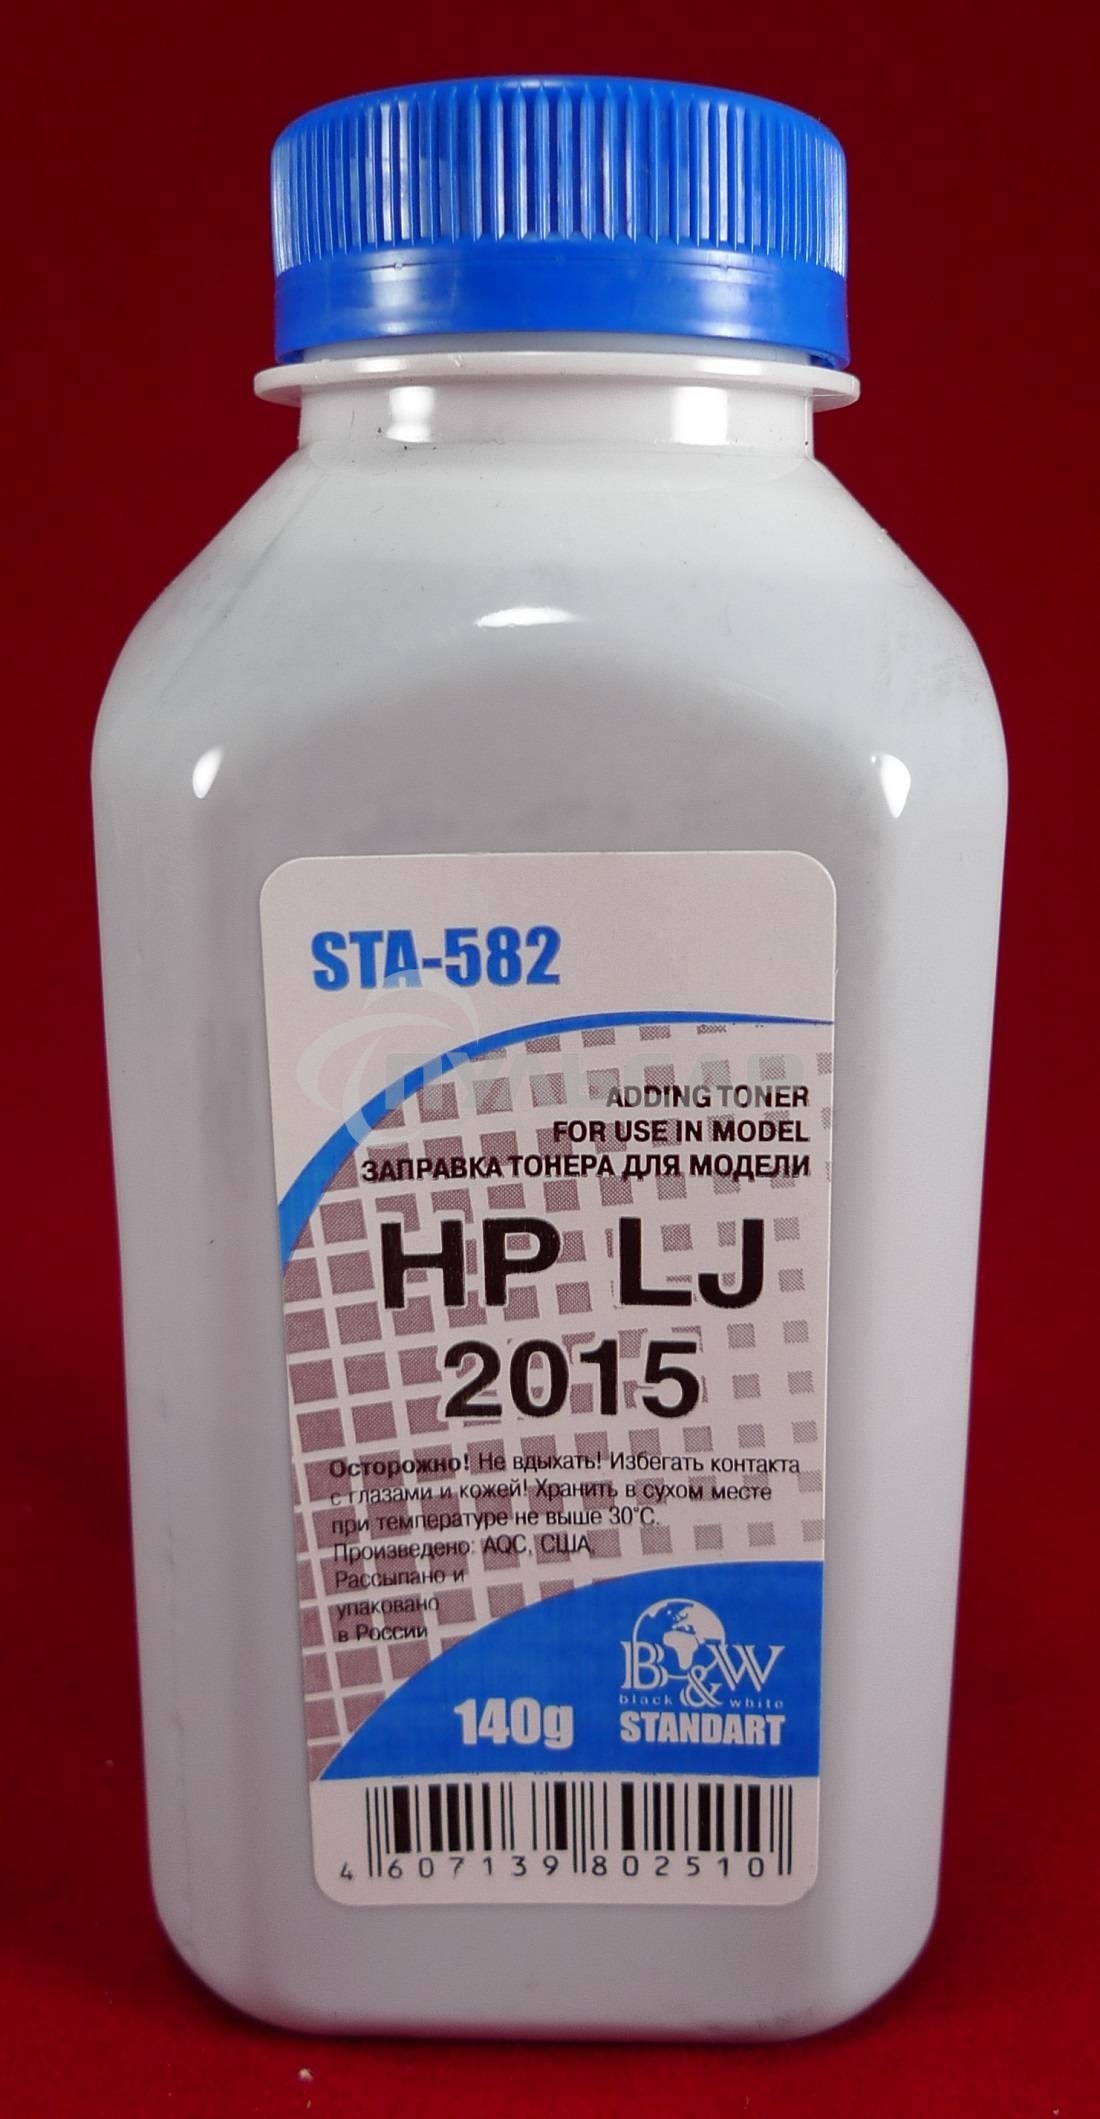 STA-582
ПУЛЬСАР
ADDING TONER
FOR USE IN MODEL
ЗАПРАВКА ТОНЕРА ДЛЯ МОДЕЛИ
HP LJ
2015
Осторожно! Не вдыхать! Избегать контакта
с глазами и кожей! Хранить в сухом месте
при температуре не выше 30°С.
Произведено: AQC, США,
Рассыпано и
упаковано
в России
B&W
black & white
140g STANDART
4 607139 802510